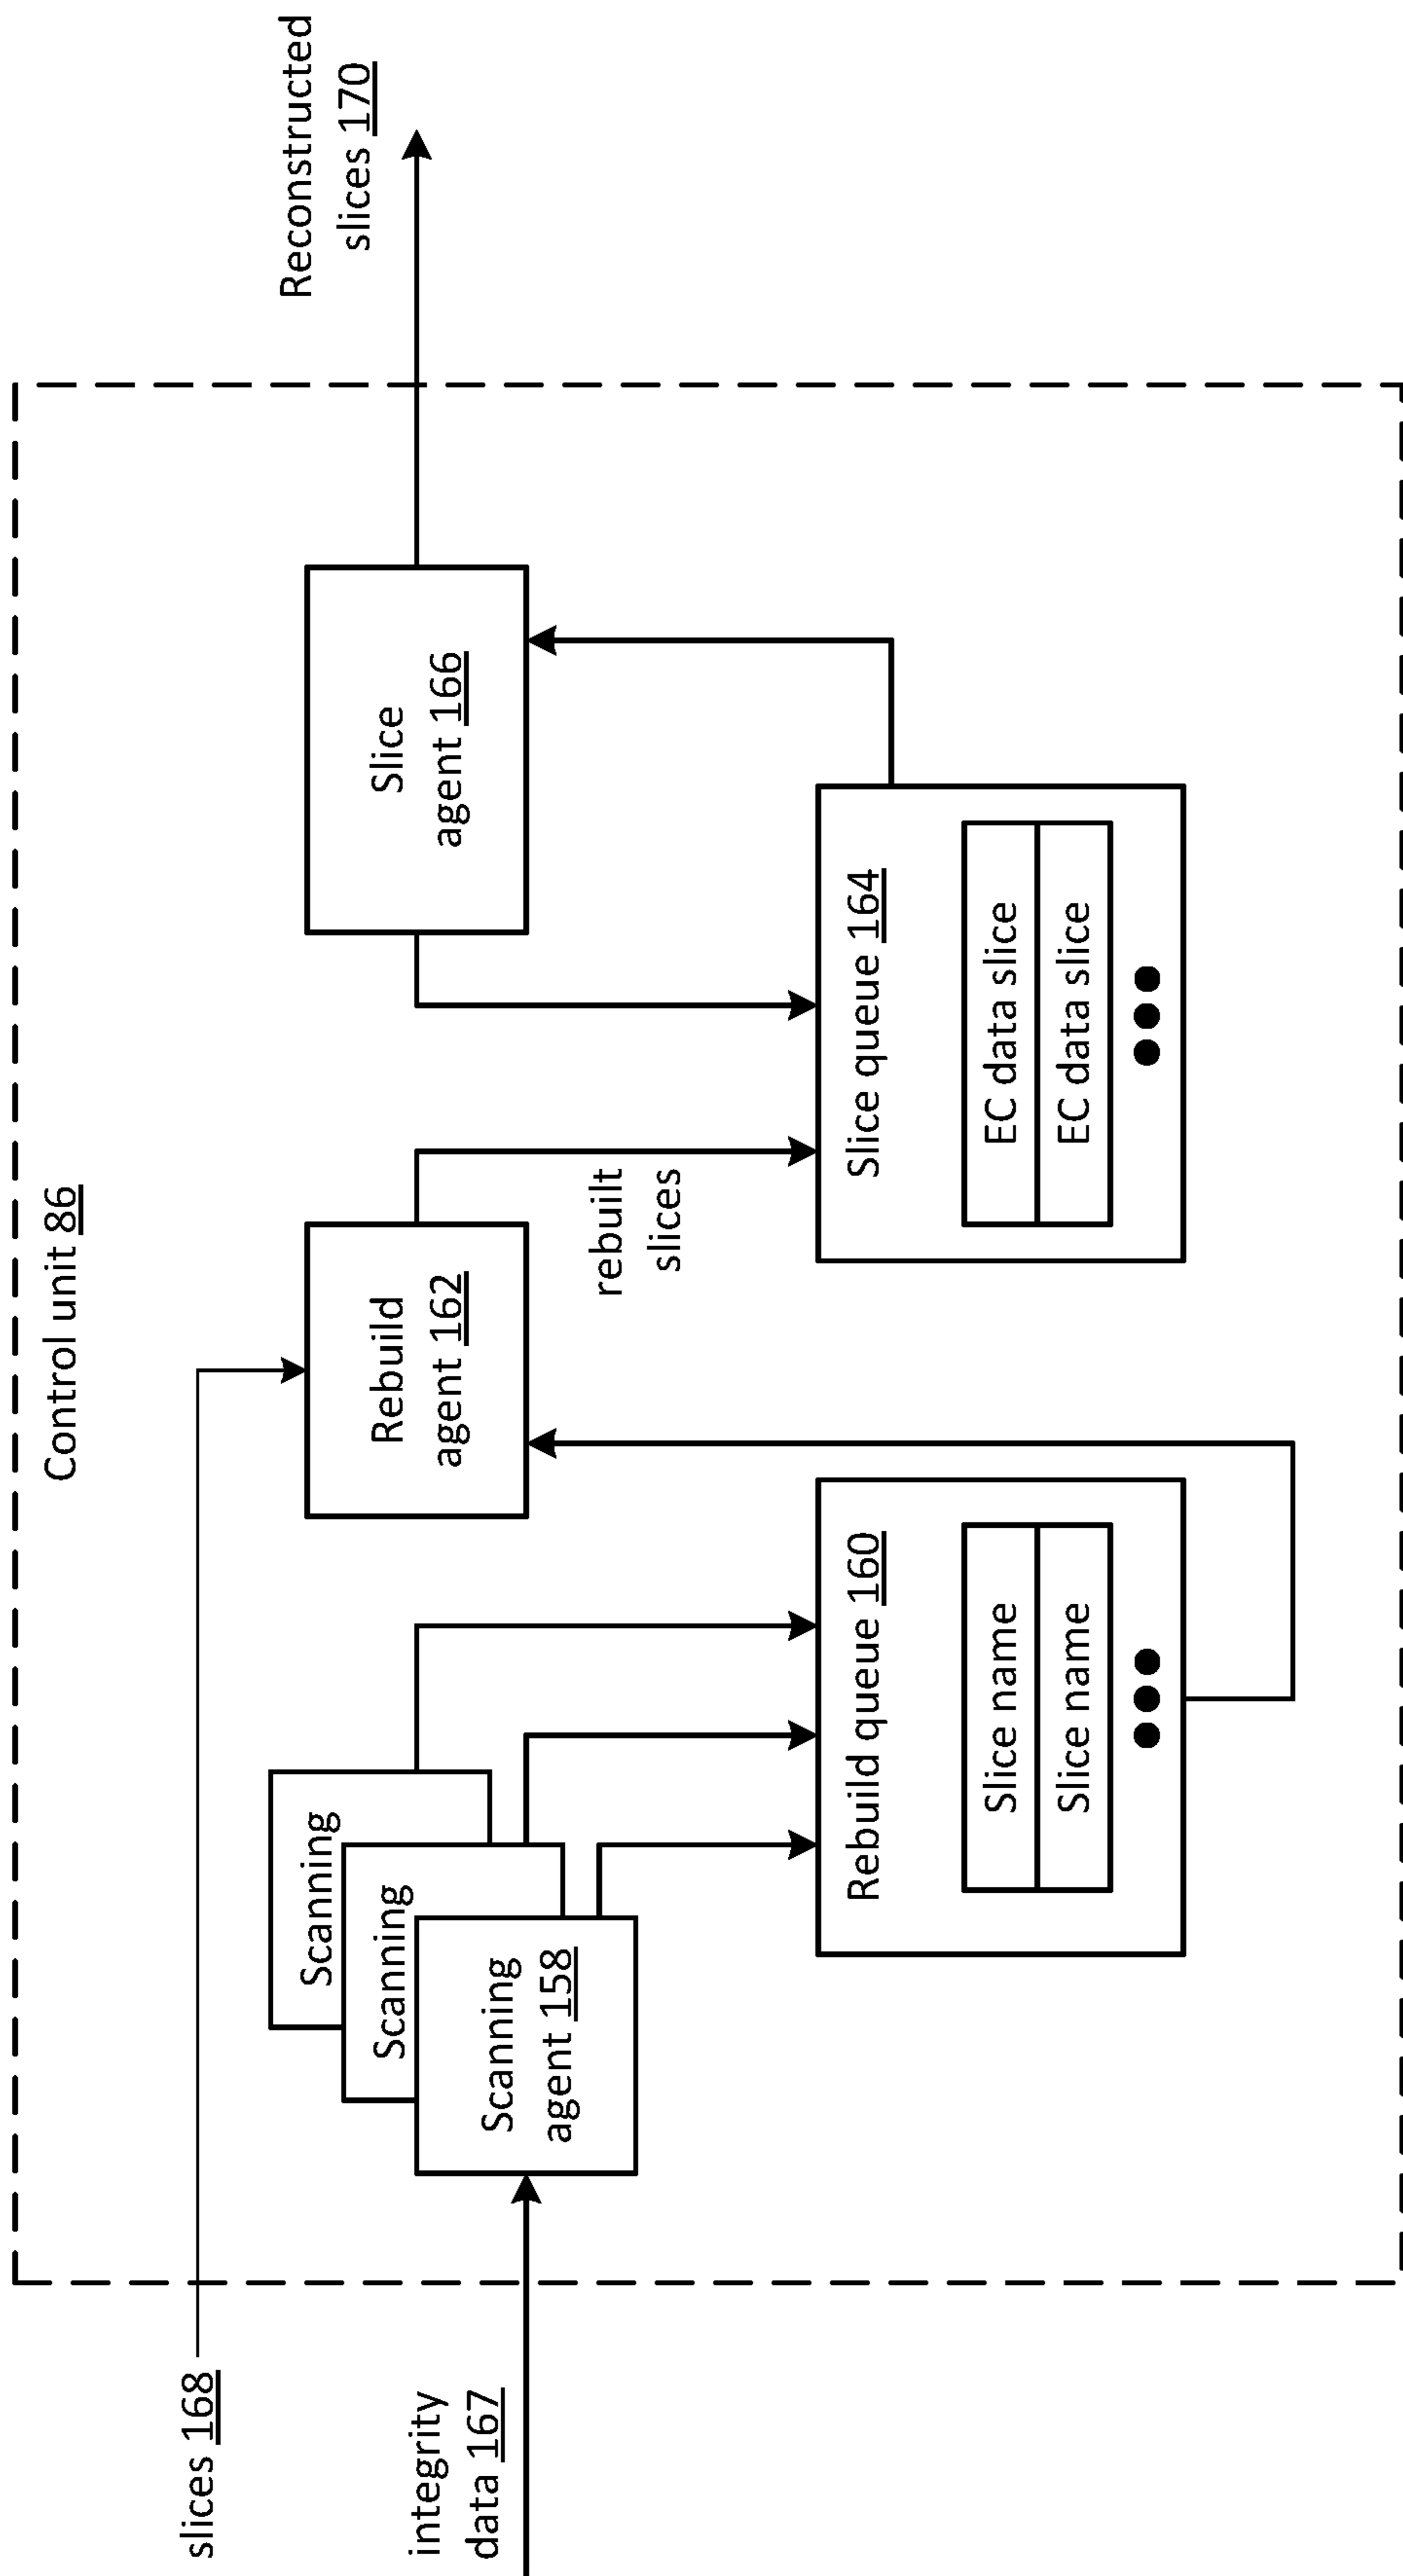 Control unit 86
slices 168
integrity
data 167
Scanning
Scanning
Scanning
agent 158
Rebuild queue 160
Slice name
Slice name
Rebuild
agent 162
rebuilt
slices
Slice queue 164
EC data slice
EC data slice
Slice
agent 166
Reconstructed
slices 170